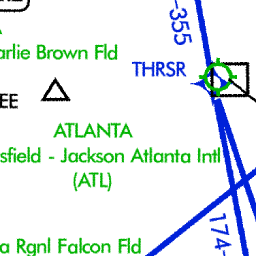 -355
arlie Brown Fld
THRSR
EE
ATLANTA
sfield - Jackson Atlanta Intl
(ATL)
174-
a Rgnl Falcon Fld